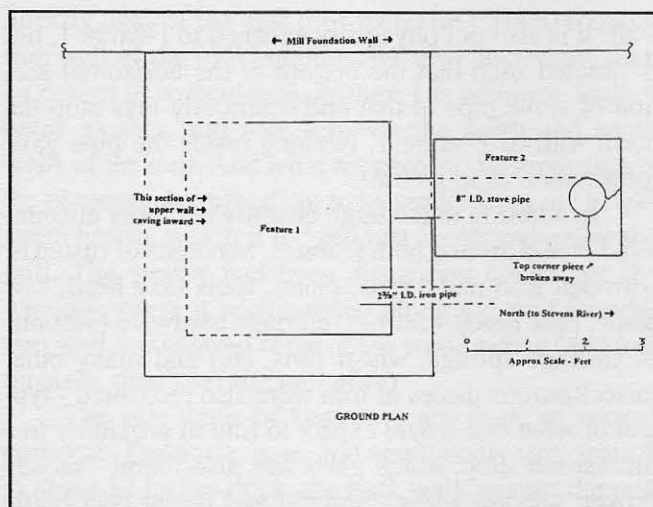 ← Mill Foundation Wall →
Feature 2
This section of →
upper wall →
caving inward →
Feature 1
8" I.D. stove pipe
Top corner piece ↗
broken away
2⅜" I.D. iron pipe
North (to Stevens River) →
0 1 2 3
Approx Scale - Feet
GROUND PLAN